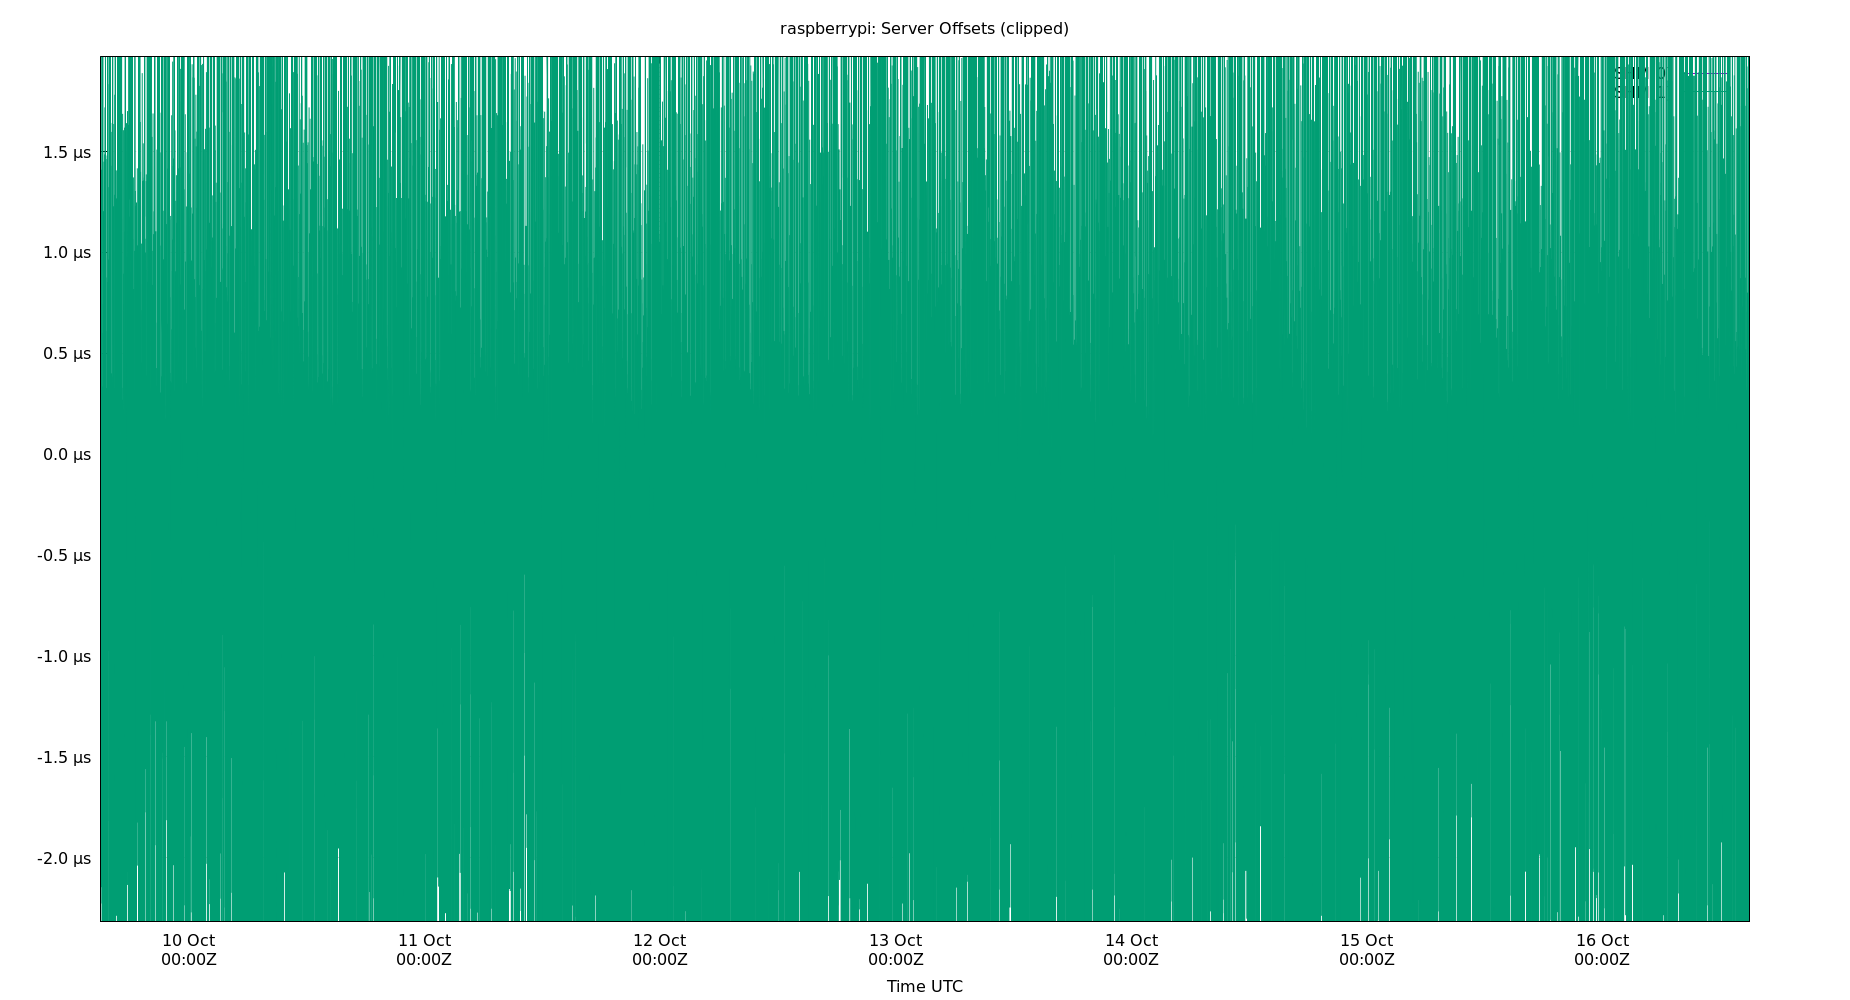 raspberrypi: Server Offsets (clipped)
1.5 µs
1.0 µs
0.5 µs
0.0 µs
-0.5 µs
-1.0 µs
-1.5 µs
-2.0 µs
10 Oct 11 Oct 12 Oct 13 Oct 14 Oct 15 Oct 16 Oct
00:00Z 00:00Z 00:00Z 00:00Z 00:00Z 00:00Z 00:00Z
Time UTC